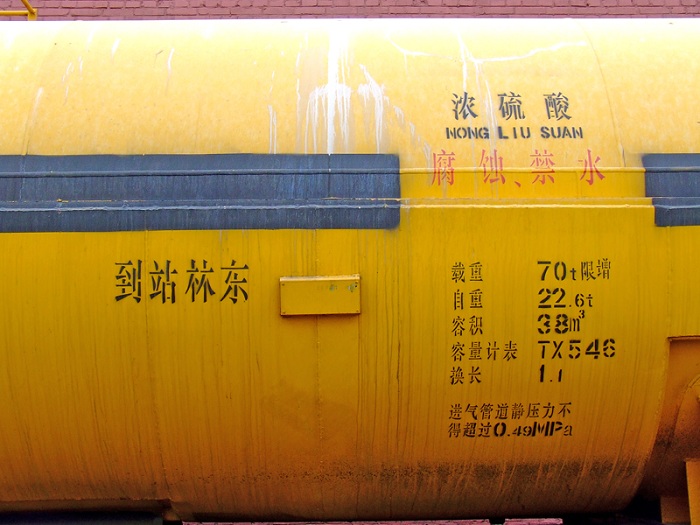 浓硫酸
NONG LIU SUAN
腐蚀、禁水
到站林东
载重 70t限增
自重 22.6t
容积 38m³
容量计表 TX546
换长 1.1
进气管道静压力不
得超过0.49MPa